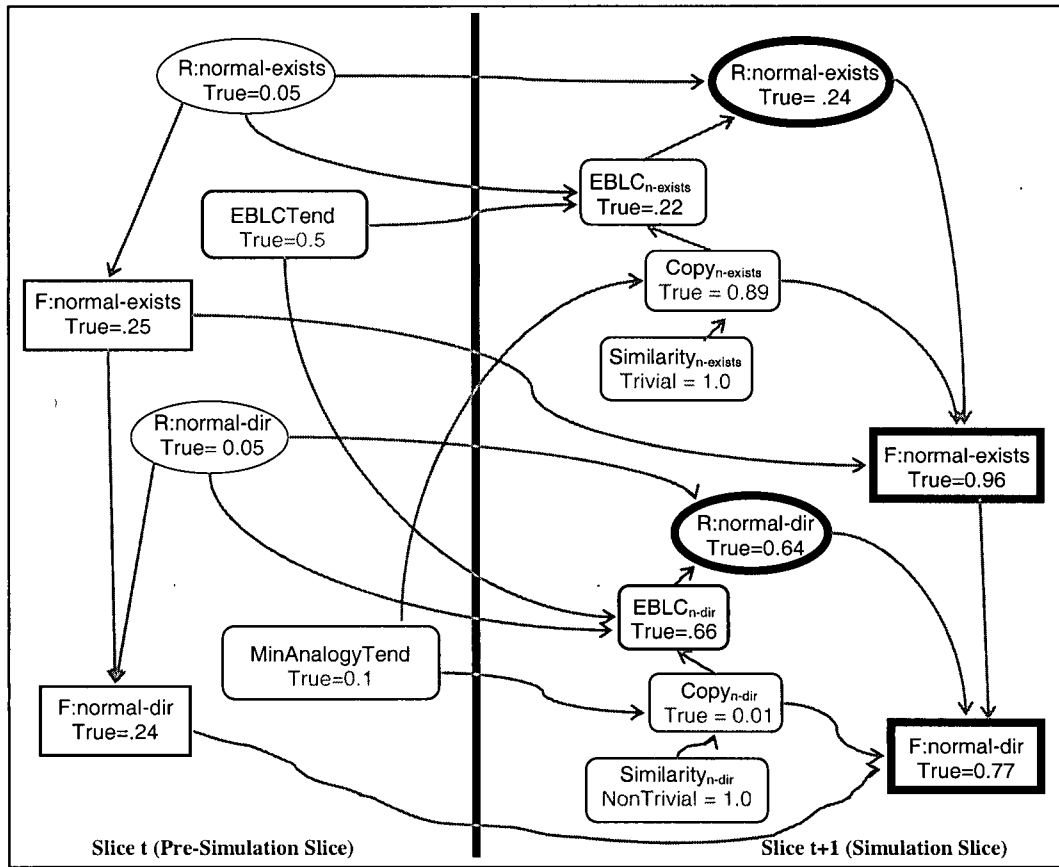 R:normal-exists
True=0.05
R:normal-exists
True= .24
EBLCn-exists
True=.22
EBLCTend
True=0.5
Copyn-exists
True = 0.89
F:normal-exists
True=.25
Similarityn-exists
Trivial = 1.0
R:normal-dir
True= 0.05
F:normal-exists
True=0.96
R:normal-dir
True=0.64
EBLCn-dir
True=.66
MinAnalogyTend
True=0.1
Copyn-dir
True = 0.01
F:normal-dir
True=.24
F:normal-dir
True=0.77
Similarityn-dir
NonTrivial = 1.0
Slice t (Pre-Simulation Slice)
Slice t+1 (Simulation Slice)